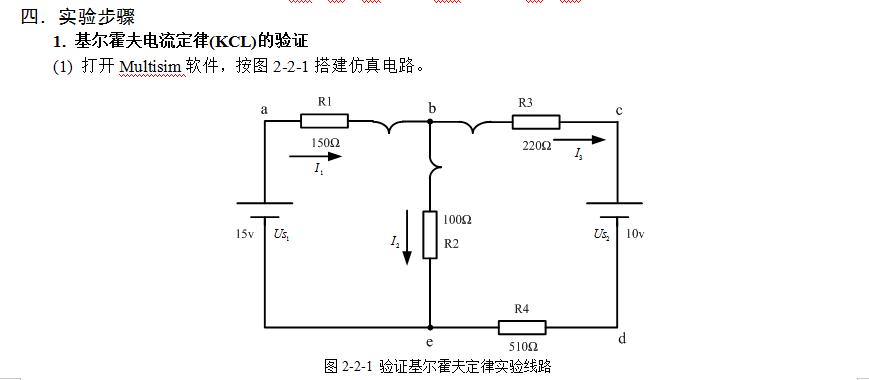 四．实验步骤
1. 基尔霍夫电流定律(KCL)的验证
(1) 打开 Multisim 软件，按图 2-2-1 搭建仿真电路。
a R1 b R3 c
150Ω 220Ω
I₁ I₃
15v Us₁ I₂ 100Ω R2 Us₂ 10v
R4
e 510Ω d
图 2-2-1 验证基尔霍夫定律实验线路